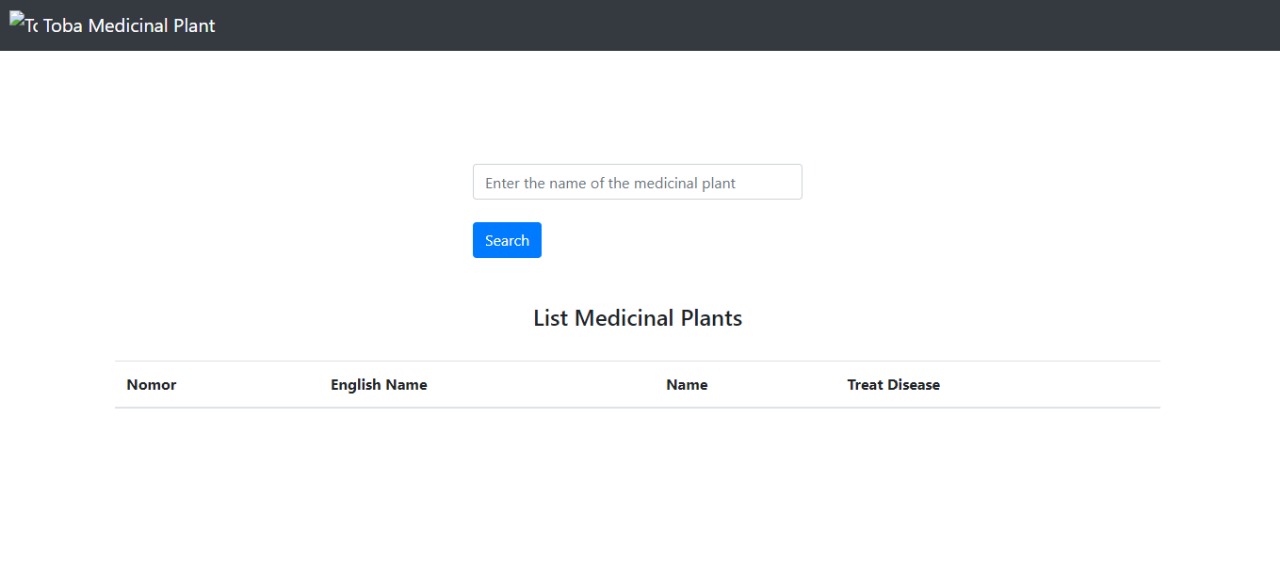 Toba Medicinal Plant
Enter the name of the medicinal plant
Search
List Medicinal Plants
Nomor English Name Name Treat Disease